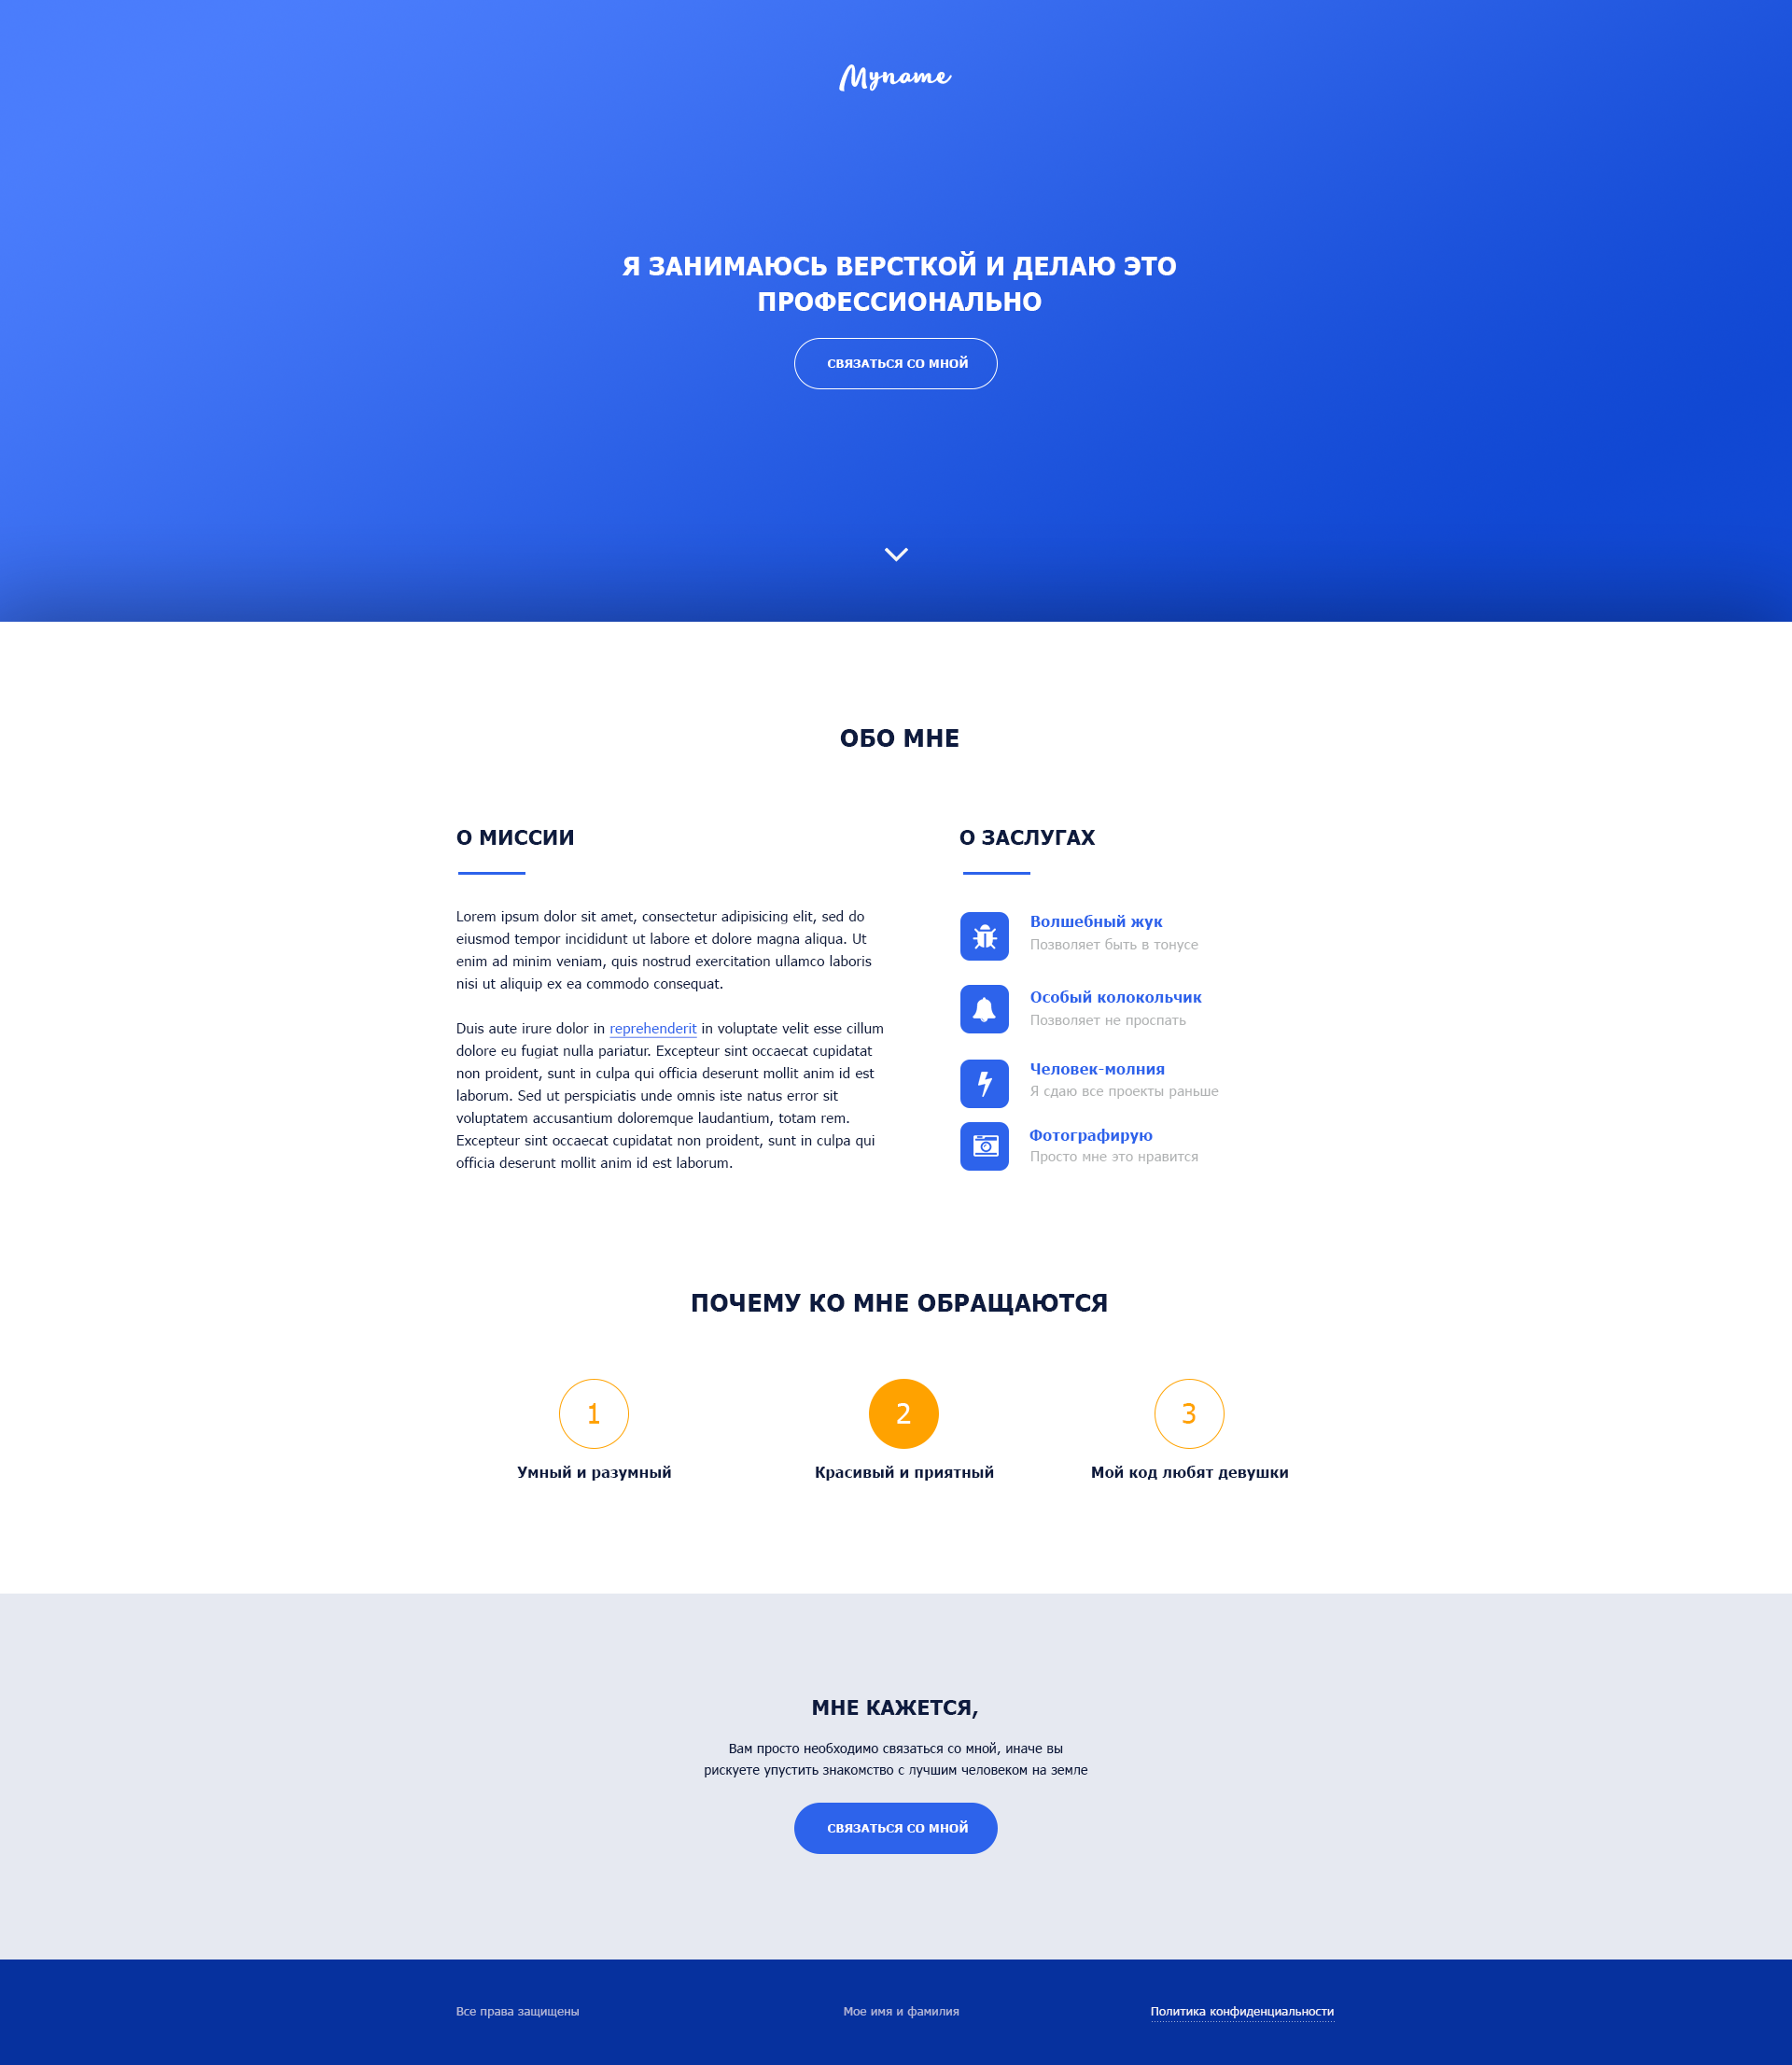 Myname
Я ЗАНИМАЮСЬ ВЕРСТКОЙ И ДЕЛАЮ ЭТО
ПРОФЕССИОНАЛЬНО
СВЯЗАТЬСЯ СО МНОЙ
ОБО МНЕ
О МИССИИ
Lorem ipsum dolor sit amet, consectetur adipisicing elit, sed do
eiusmod tempor incididunt ut labore et dolore magna aliqua. Ut
enim ad minim veniam, quis nostrud exercitation ullamco laboris
nisi ut aliquip ex ea commodo consequat.
Duis aute irure dolor in reprehenderit in voluptate velit esse cillum
dolore eu fugiat nulla pariatur. Excepteur sint occaecat cupidatat
non proident, sunt in culpa qui officia deserunt mollit anim id est
laborum. Sed ut perspiciatis unde omnis iste natus error sit
voluptatem accusantium doloremque laudantium, totam rem.
Excepteur sint occaecat cupidatat non proident, sunt in culpa qui
officia deserunt mollit anim id est laborum.
О ЗАСЛУГАХ
Волшебный жук
Позволяет быть в тонусе
Особый колокольчик
Позволяет не проспать
Человек-молния
Я сдаю все проекты раньше
Фотографирую
Просто мне это нравится
ПОЧЕМУ КО МНЕ ОБРАЩАЮТСЯ
1
Умный и разумный
2
Красивый и приятный
3
Мой код любят девушки
МНЕ КАЖЕТСЯ,
Вам просто необходимо связаться со мной, иначе вы
рискуете упустить знакомство с лучшим человеком на земле
СВЯЗАТЬСЯ СО МНОЙ
Все права защищены
Мое имя и фамилия
Политика конфиденциальности